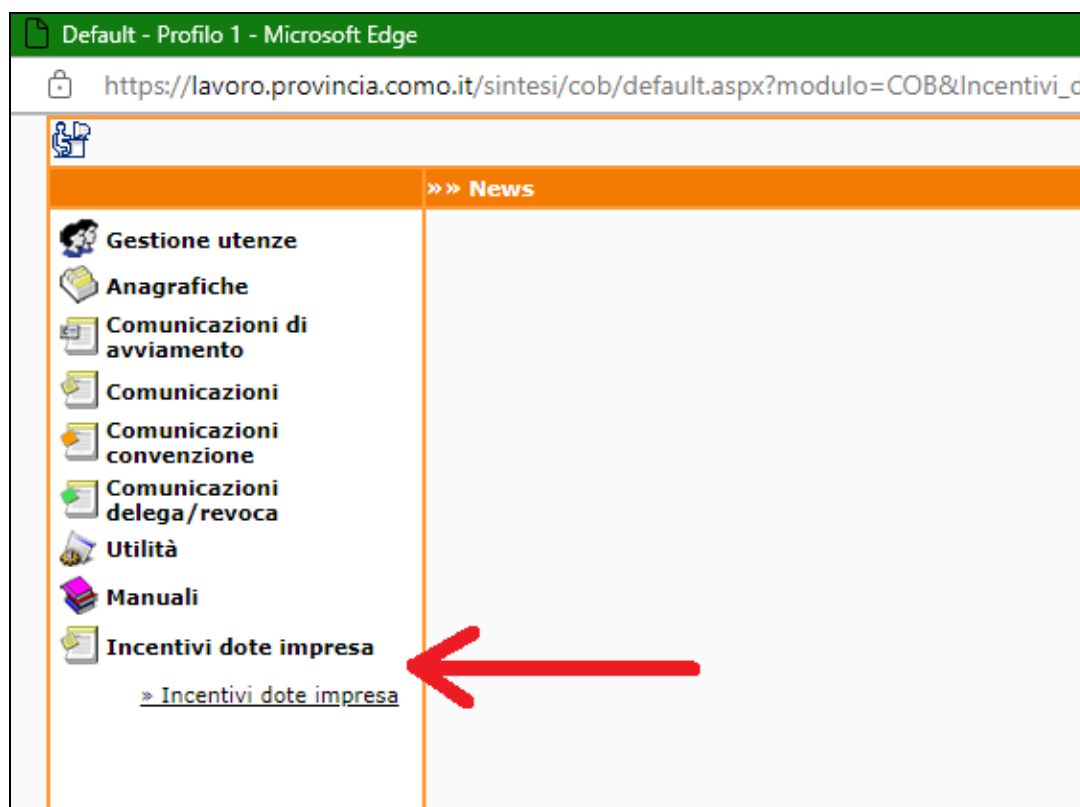 Default - Profilo 1 - Microsoft Edge
https://lavoro.provincia.como.it/sintesi/cob/default.aspx?modulo=COB&Incentivi_d
»» News
Gestione utenze
Anagrafiche
Comunicazioni di
avviamento
Comunicazioni
Comunicazioni
convenzione
Comunicazioni
delega/revoca
Utilità
Manuali
Incentivi dote impresa
» Incentivi dote impresa